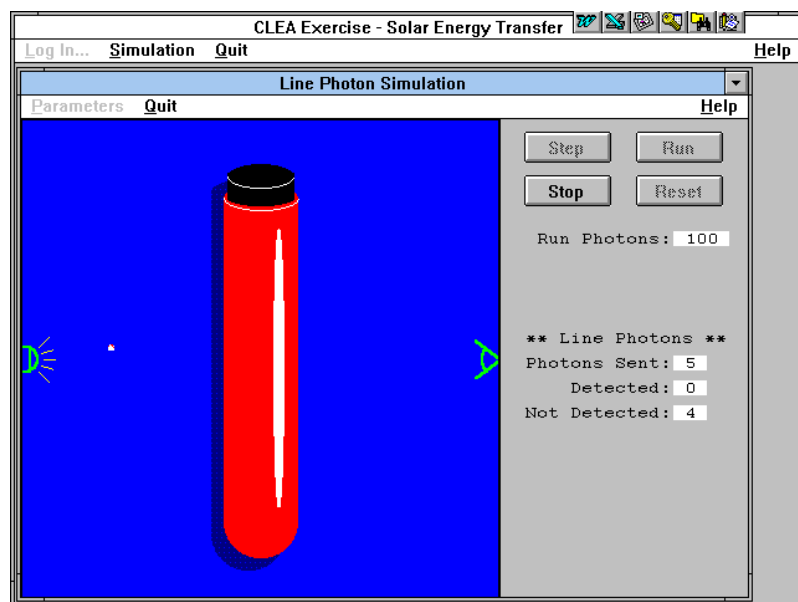 CLEA Exercise - Solar Energy Transfer
Log In... Simulation Quit Help
Line Photon Simulation
Parameters Quit Help
Step Run
Stop Reset
Run Photons: 100
** Line Photons **
Photons Sent: 5
Detected: 0
Not Detected: 4